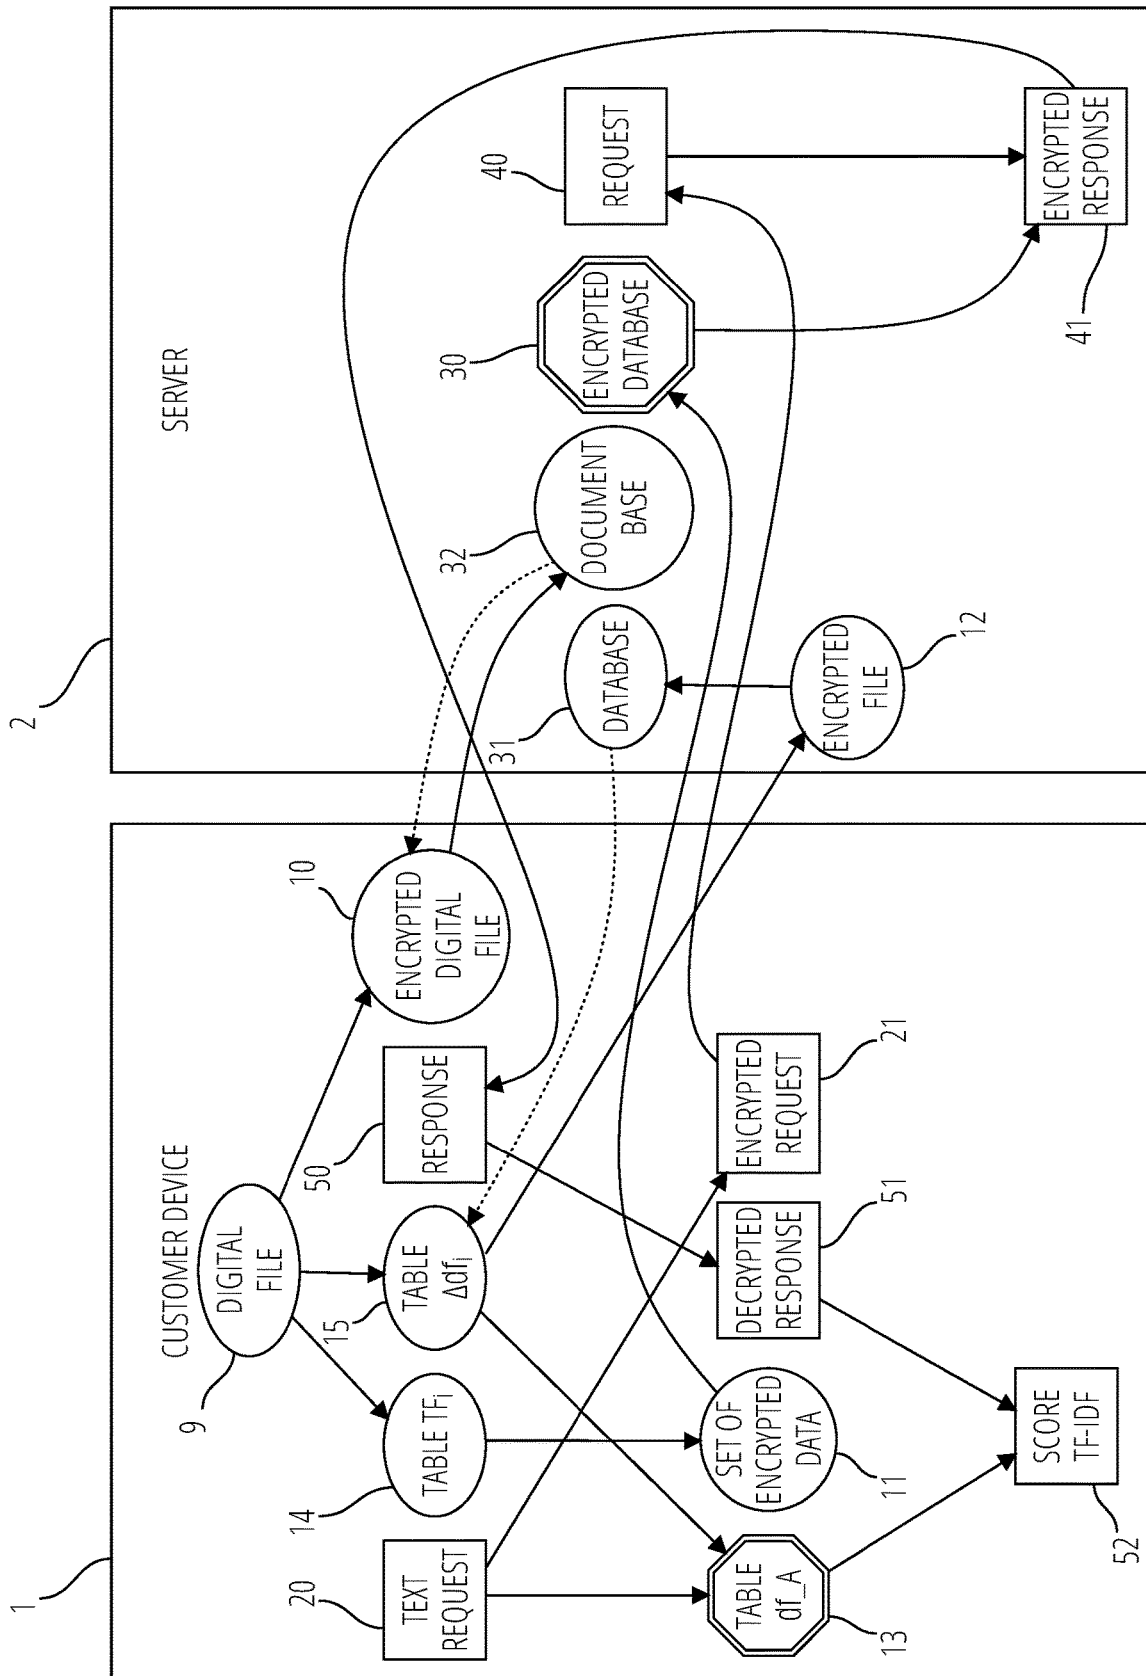 1
CUSTOMER DEVICE
9
DIGITAL
FILE
20
TEXT
REQUEST
14
TABLE TFi
15
TABLE
Δdfi
50
RESPONSE
10
ENCRYPTED
DIGITAL
FILE
13
TABLE
df_A
11
SET OF
ENCRYPTED
DATA
51
DECRYPTED
RESPONSE
21
ENCRYPTED
REQUEST
52
SCORE
TF-IDF
2
SERVER
31
DATABASE
32
DOCUMENT
BASE
30
ENCRYPTED
DATABASE
40
REQUEST
12
ENCRYPTED
FILE
41
ENCRYPTED
RESPONSE